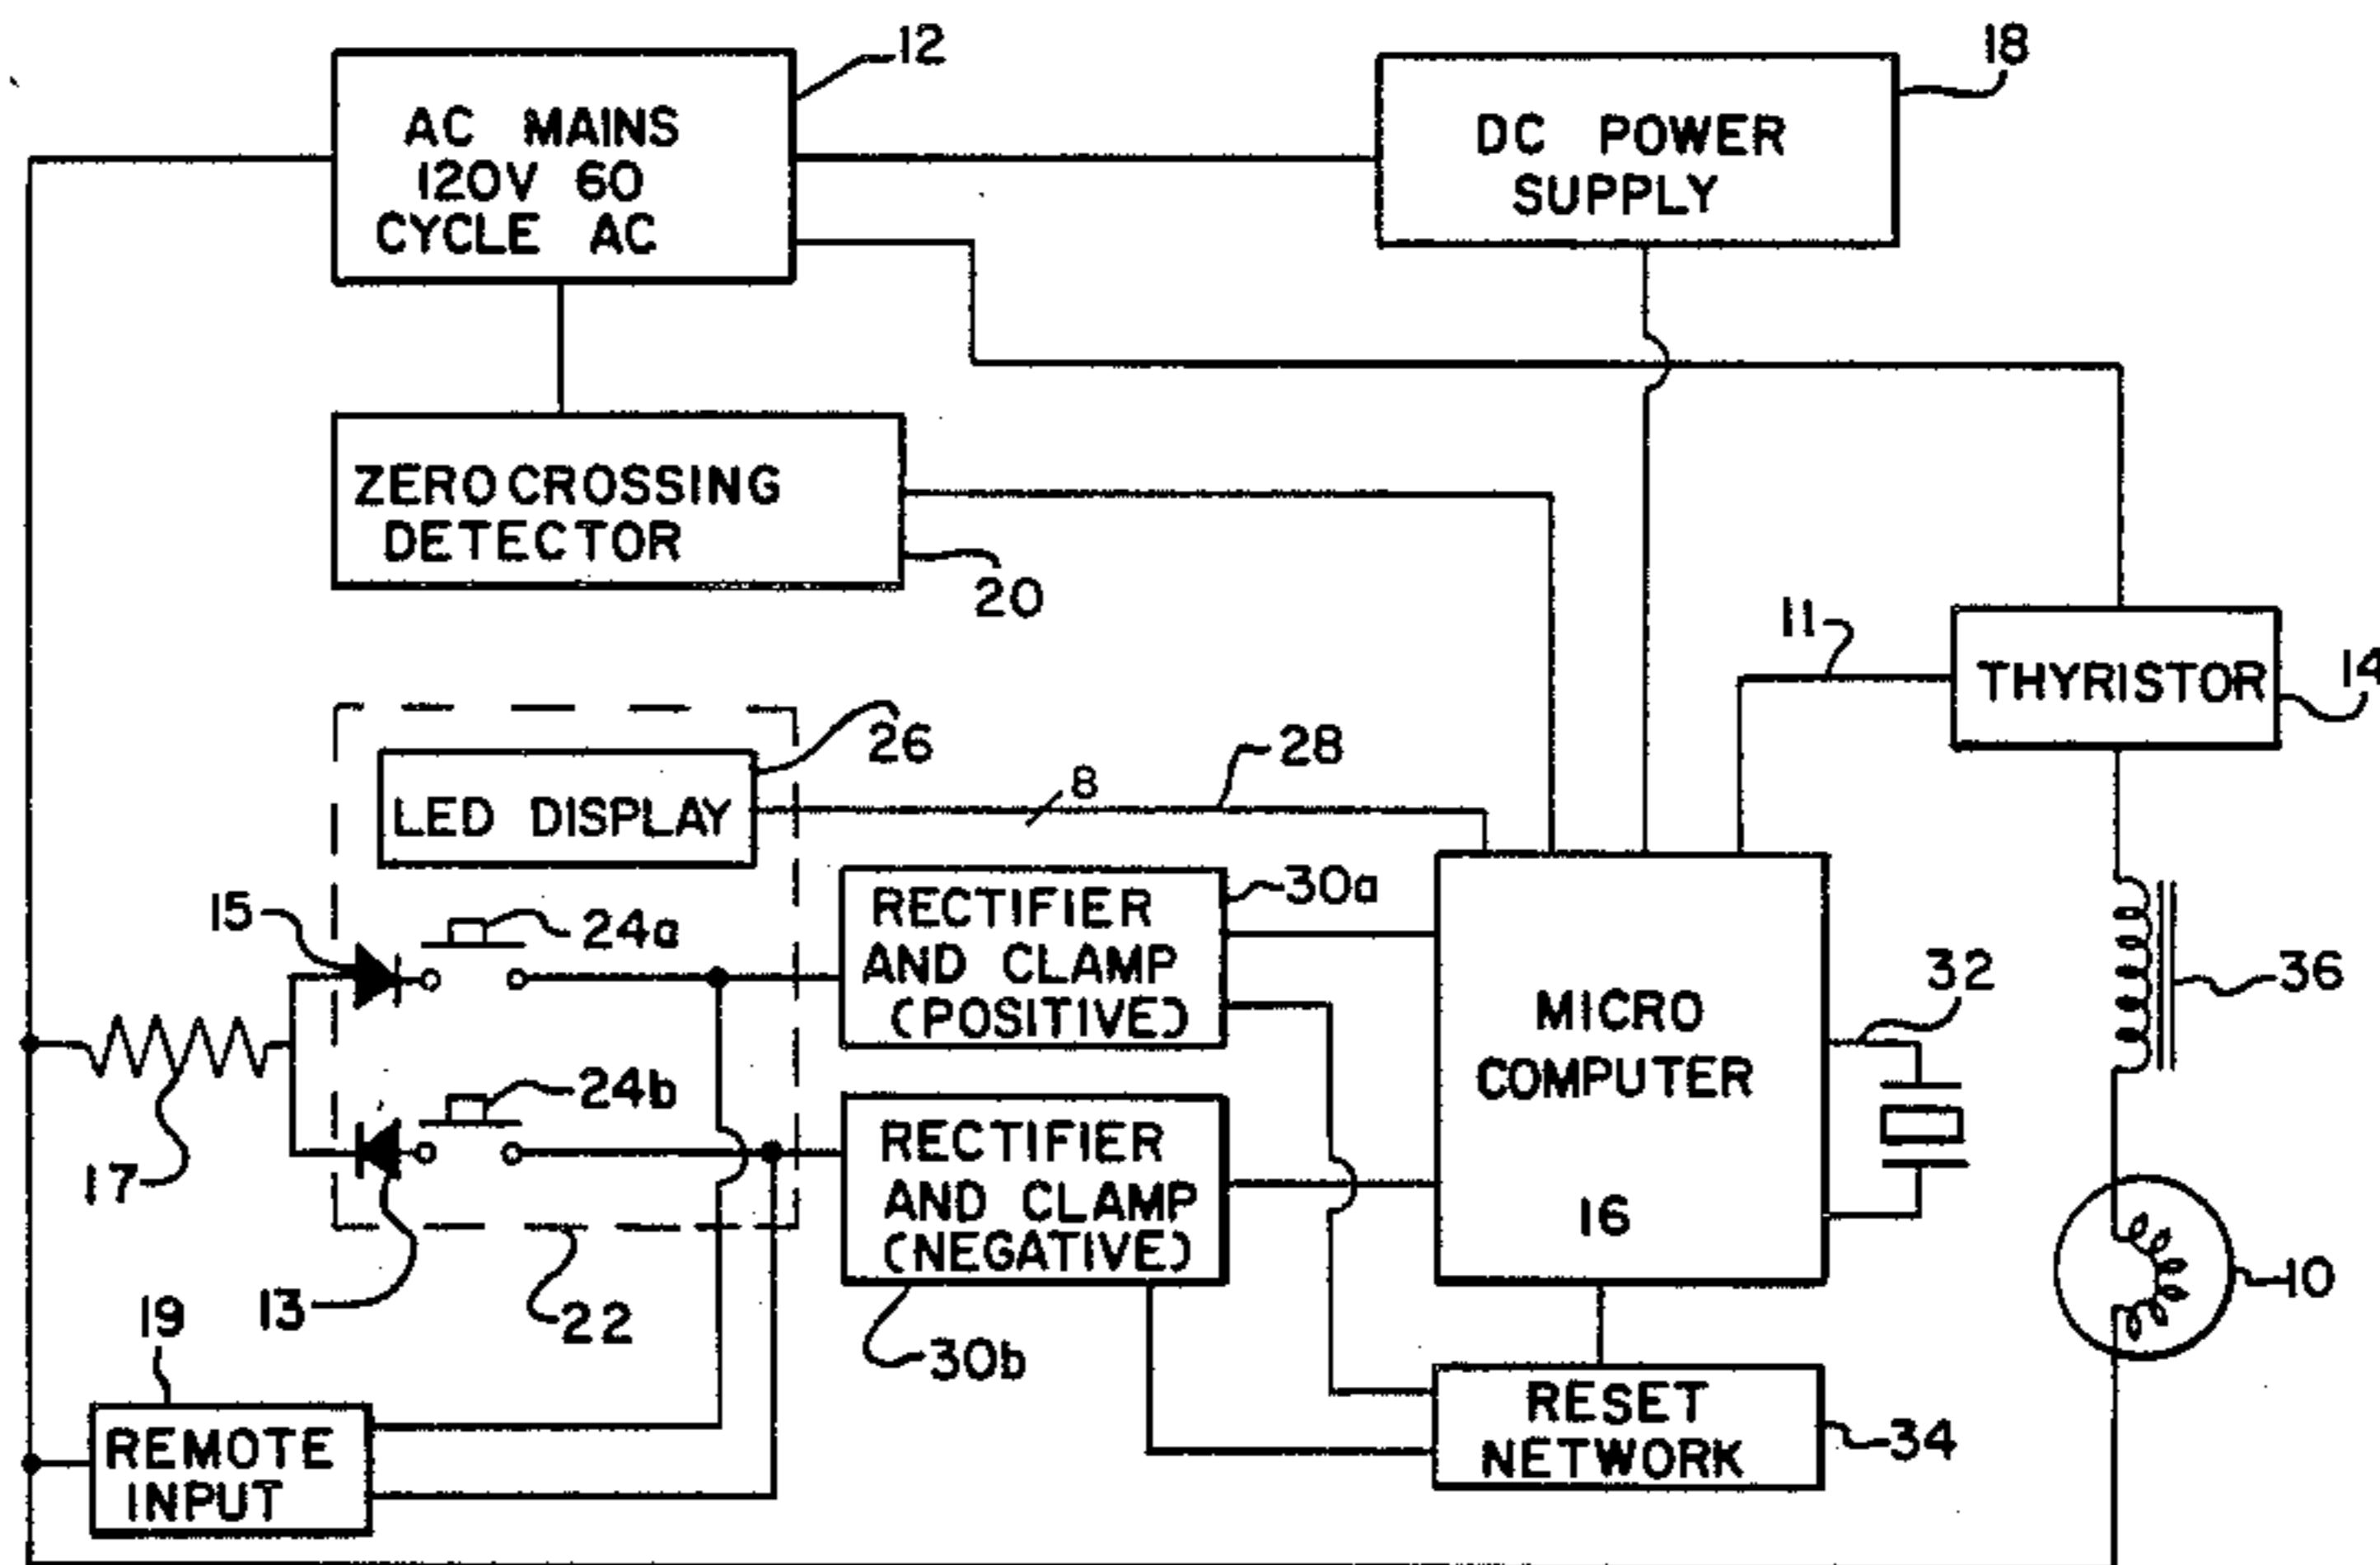 12
18
AC MAINS
120V 60
CYCLE AC
DC POWER
SUPPLY
ZERO CROSSING
DETECTOR
20
11
THYRISTOR
14
26
28
8
LED DISPLAY
15
24a
RECTIFIER
AND CLAMP
(POSITIVE)
30a
MICRO
COMPUTER
16
32
36
24b
17
RECTIFIER
AND CLAMP
(NEGATIVE)
10
13
22
30b
19
REMOTE
INPUT
RESET
NETWORK
34